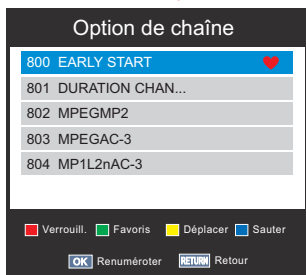 Option de chaîne
800 EARLY START
801 DURATION CHAN...
802 MPEGMP2
803 MPEGAC-3
804 MP1L2nAC-3
Verrouill. Favoris Déplacer Sauter
OK Renuméroter RETURN Retour